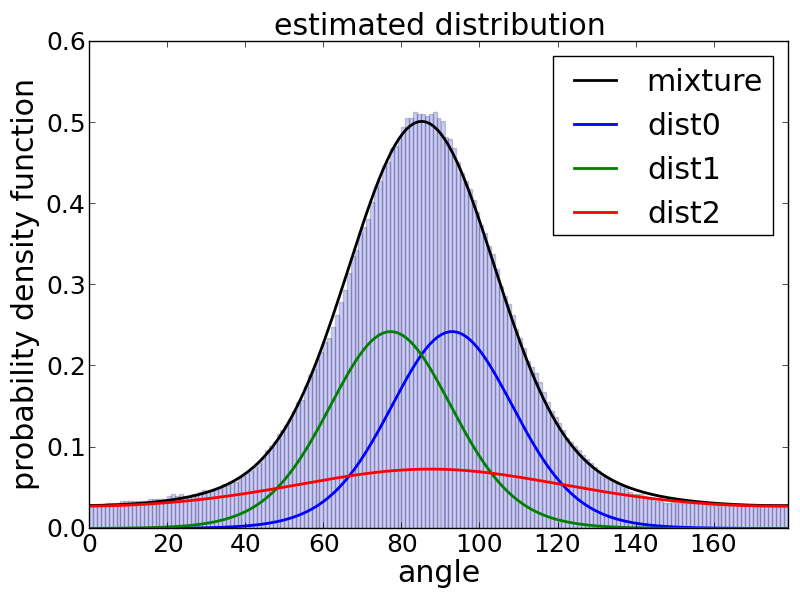 estimated distribution
probability density function
0.6
0.5
0.4
0.3
0.2
0.1
0.0
mixture
dist0
dist1
dist2
0 20 40 60 80 100 120 140 160
angle